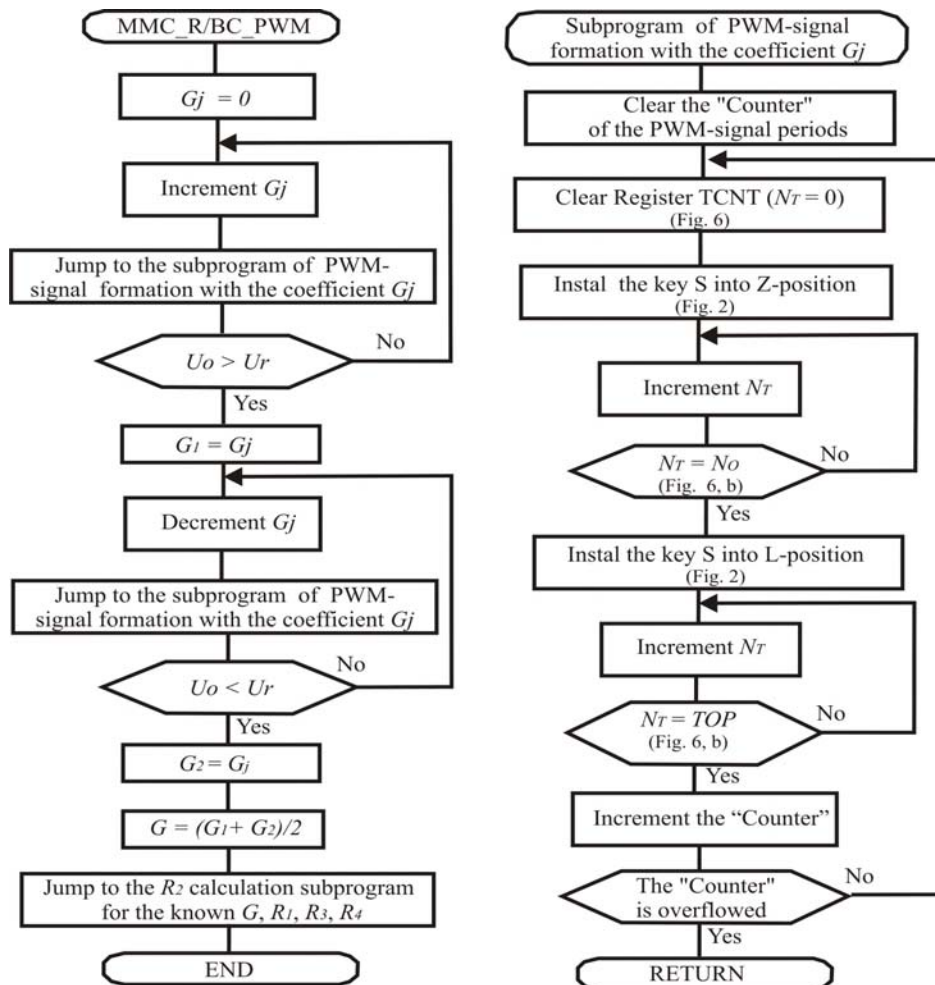 MMC_R/BC_PWM
Gj = 0
Increment Gj
Jump to the subprogram of PWM-
signal formation with the coefficient Gj
Uo > Ur
No
Yes
G1 = Gj
Decrement Gj
Jump to the subprogram of PWM-
signal formation with the coefficient Gj
Uo < Ur
No
Yes
G2 = Gj
G = (G1 + G2)/2
Jump to the R2 calculation subprogram
for the known G, R1, R3, R4
END
Subprogram of PWM-signal
formation with the coefficient Gj
Clear the "Counter"
of the PWM-signal periods
Clear Register TCNT (NT = 0)
(Fig. 6)
Instal the key S into Z-position
(Fig. 2)
Increment NT
NT = NO
(Fig. 6, b)
No
Yes
Instal the key S into L-position
(Fig. 2)
Increment NT
NT = TOP
(Fig. 6, b)
No
Yes
Increment the “Counter”
The "Counter"
is overflowed
No
Yes
RETURN